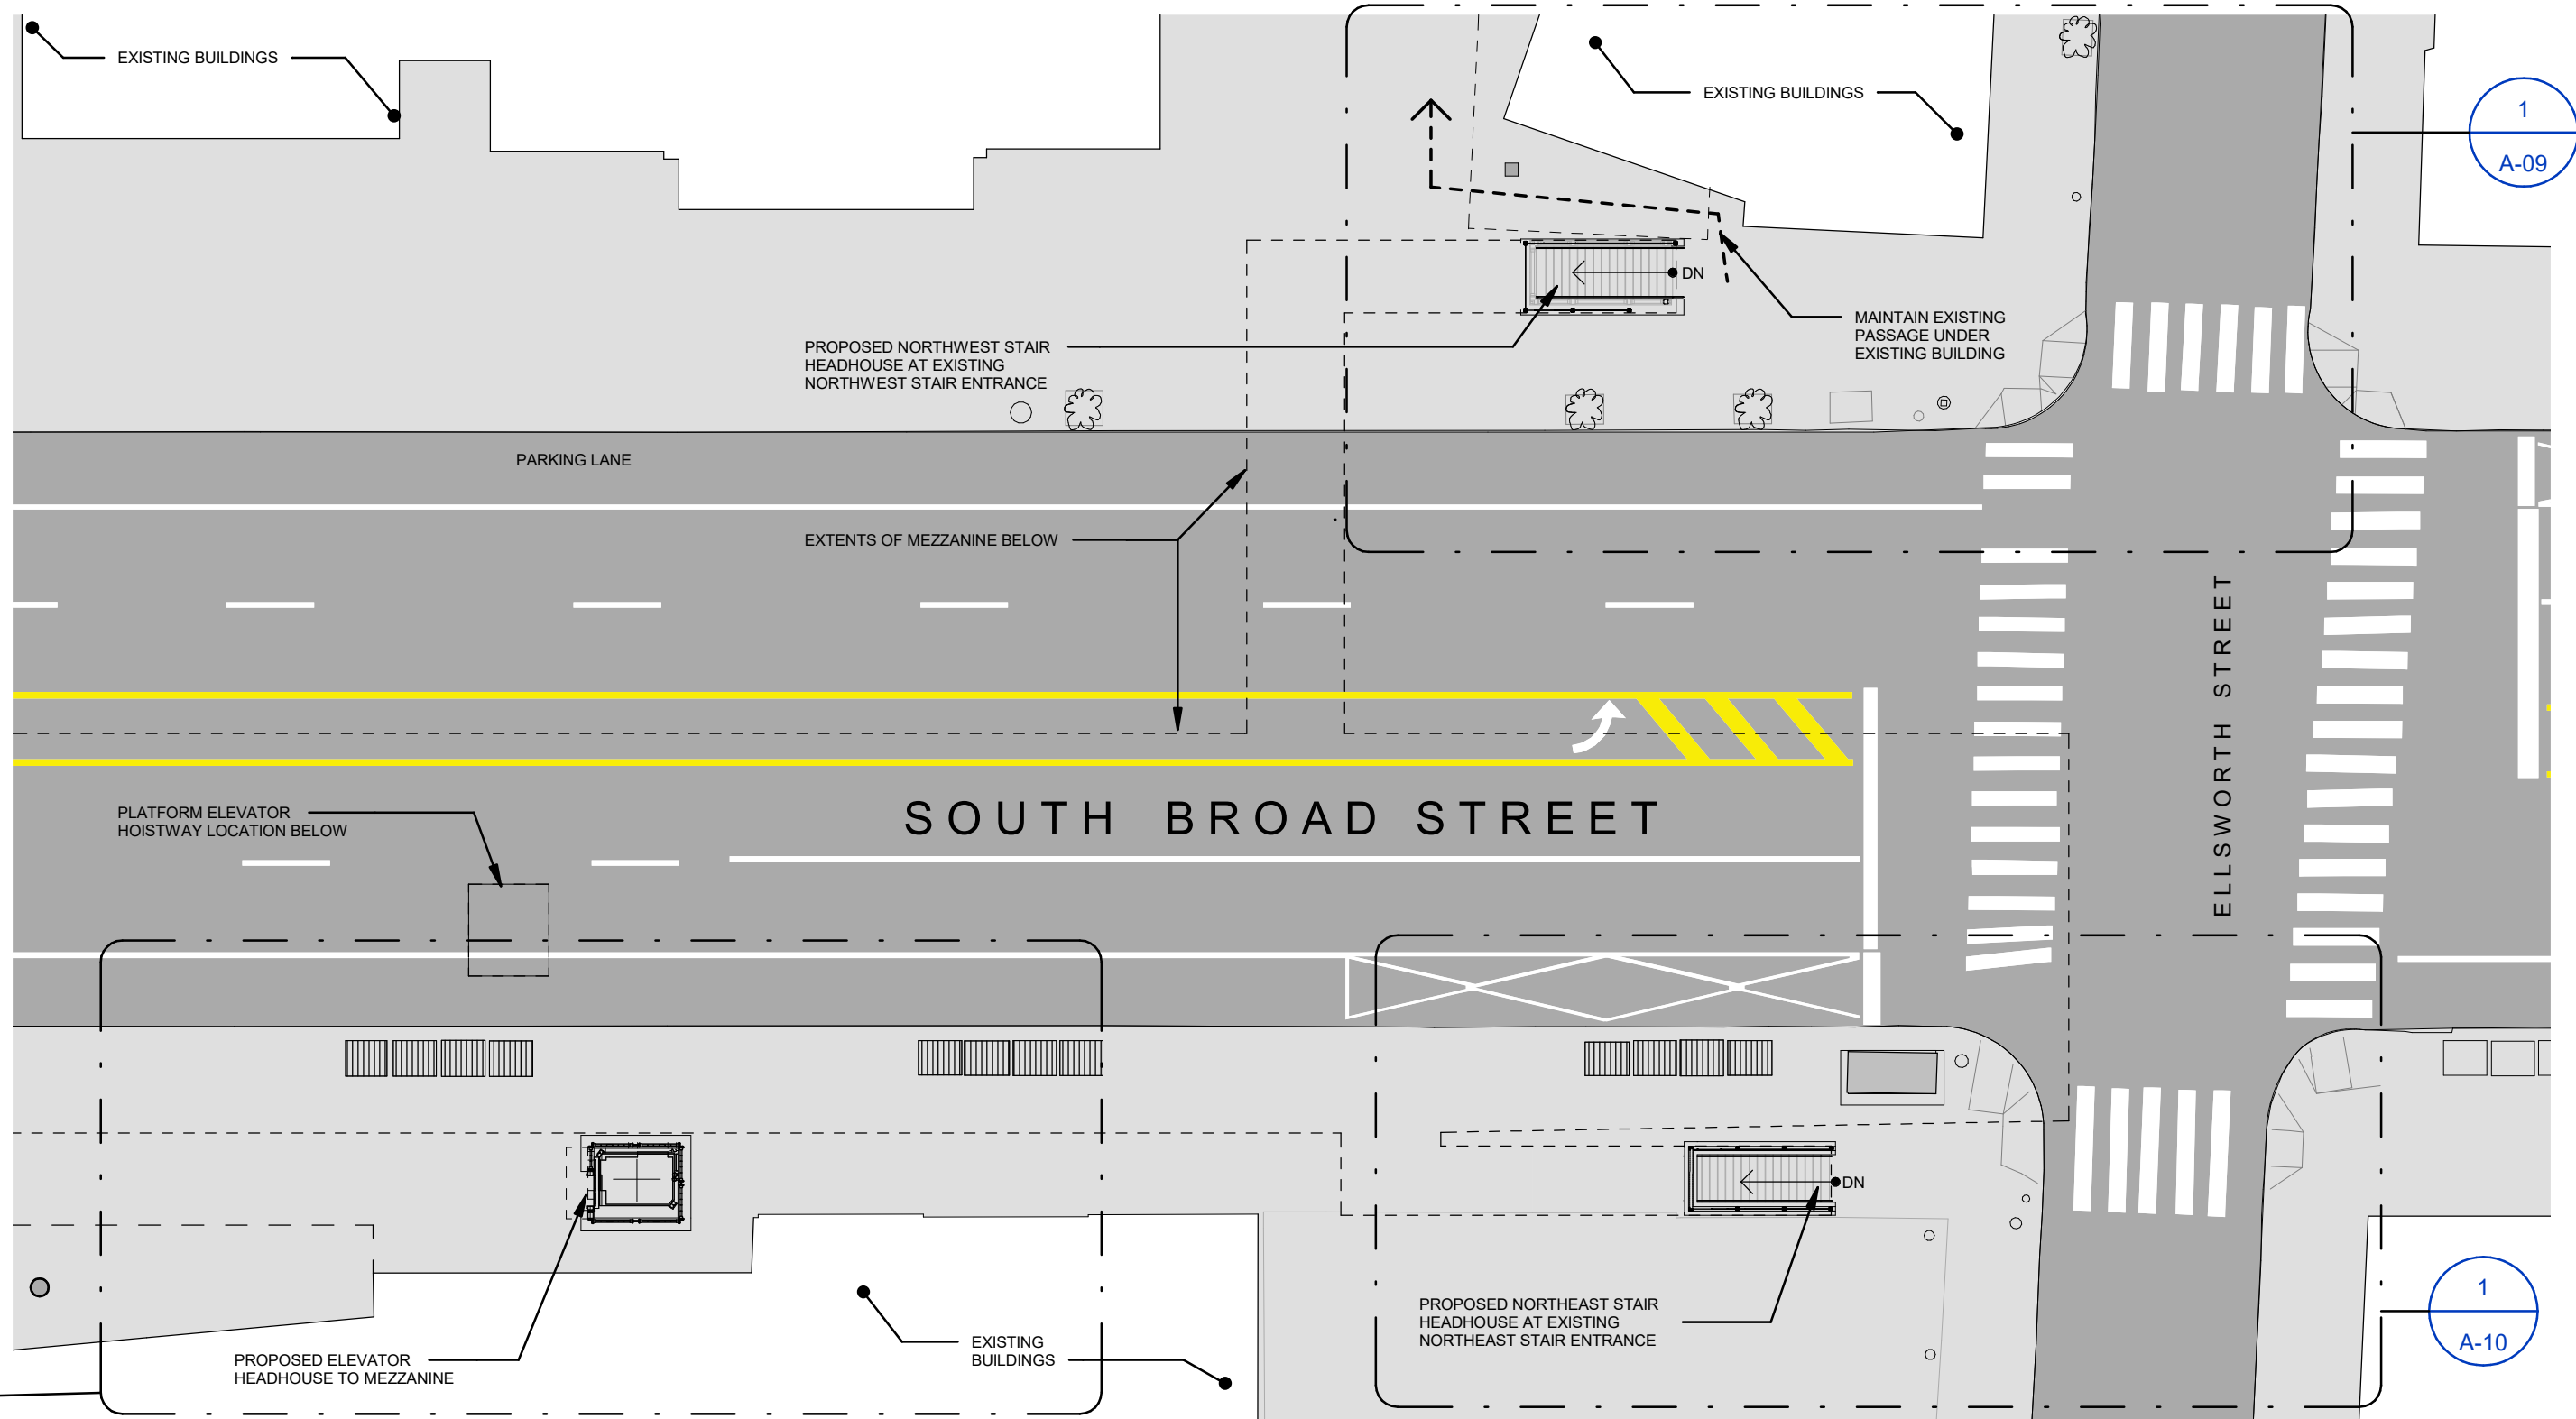 EXISTING BUILDINGS
EXISTING BUILDINGS
1
A-09
DN
MAINTAIN EXISTING
PASSAGE UNDER
EXISTING BUILDING
PROPOSED NORTHWEST STAIR
HEADHOUSE AT EXISTING
NORTHWEST STAIR ENTRANCE
PARKING LANE
EXTENTS OF MEZZANINE BELOW
ELLSWORTH STREET
PLATFORM ELEVATOR
HOISTWAY LOCATION BELOW
SOUTH BROAD STREET
DN
PROPOSED NORTHEAST STAIR
HEADHOUSE AT EXISTING
NORTHEAST STAIR ENTRANCE
1
A-10
EXISTING
BUILDINGS
PROPOSED ELEVATOR
HEADHOUSE TO MEZZANINE